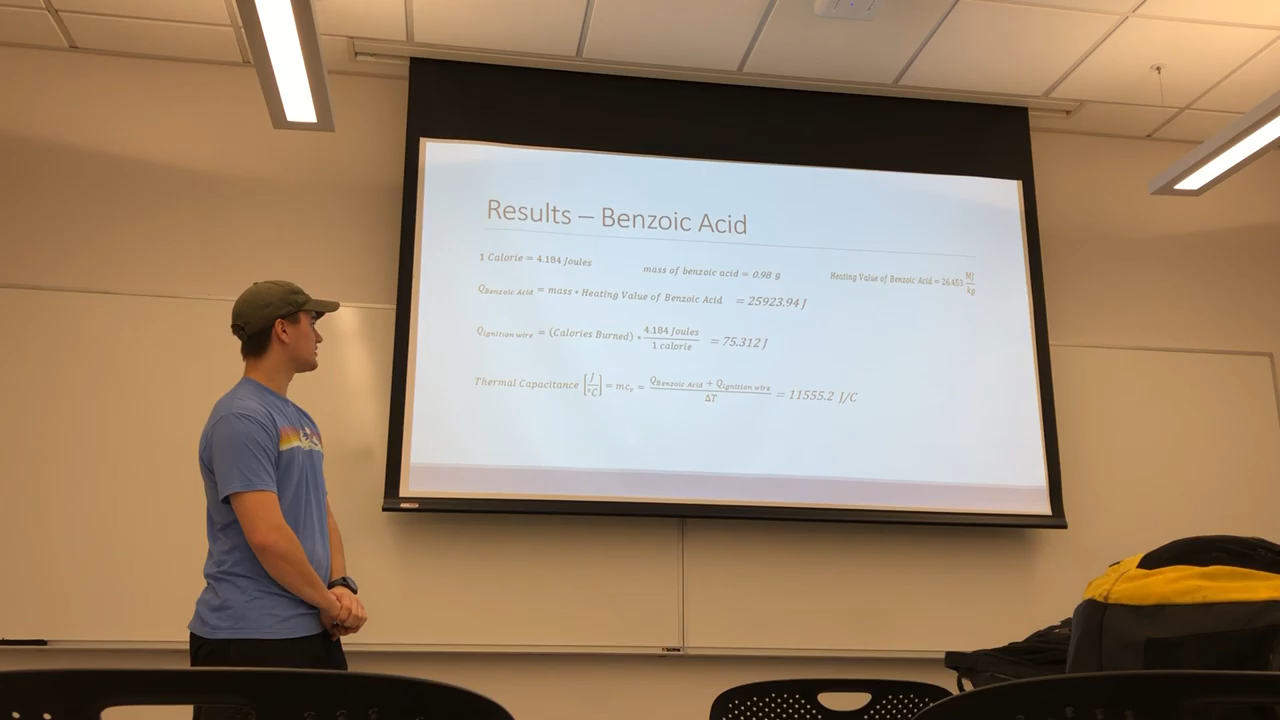 Results – Benzoic Acid
1 Calorie = 4.184 Joules
mass of benzoic acid = 0.98 g
Heating Value of Benzoic Acid = 26453 MJ/kg
Q_Benzoic Acid = mass * Heating Value of Benzoic Acid = 25923.94 J
Q_ignition wire = (Calories Burned) * 4.184 Joules / 1 calorie = 75.312 J
Thermal Capacitance [J/°C] = mc_v = Q_Benzoic Acid + Q_ignition wire / ΔT = 11555.2 J/C